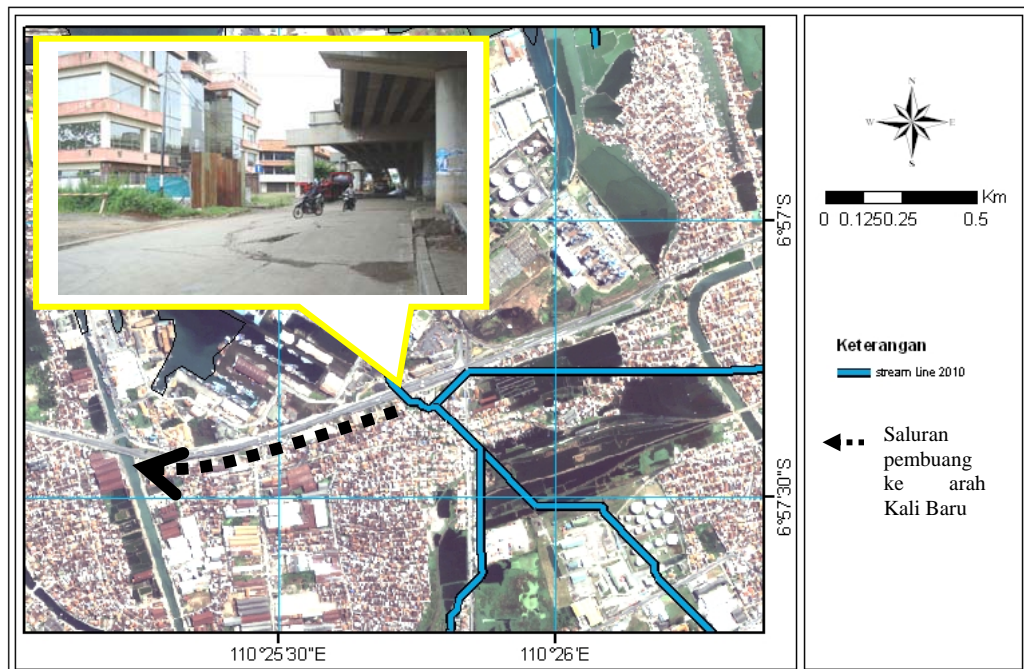 N
W E
S
Km
0 0.1250.25 0.5
6°57'S
Keterangan
stream Line 2010
Saluran
pembuang
ke arah
Kali Baru
6°57'30"S
110°25'30"E 110°26'E